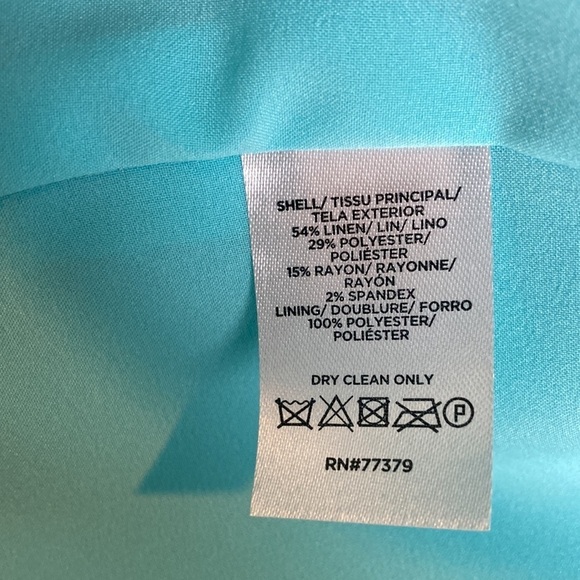 SHELL/ TISSU PRINCIPAL/
TELA EXTERIOR
54% LINEN/ LIN/ LINO
29% POLYESTER/
POLIÉSTER
15% RAYON/ RAYONNE/
RAYÓN
2% SPANDEX
LINING/ DOUBLURE/ FORRO
100% POLYESTER/
POLIÉSTER
DRY CLEAN ONLY
P
RN#77379